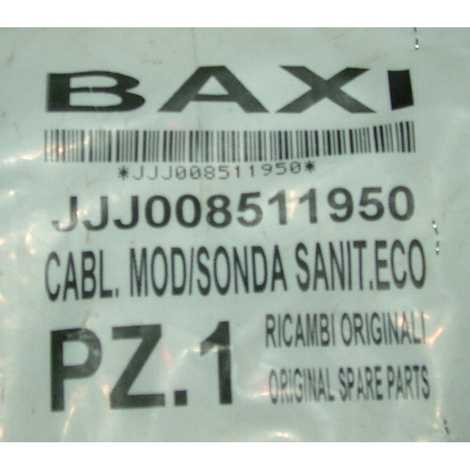 BAXI
*JJJ008511950*
JJJ008511950
CABL. MOD/SONDA SANIT.ECO
PZ.1
RICAMBI ORIGINALI
ORIGINAL SPARE PARTS